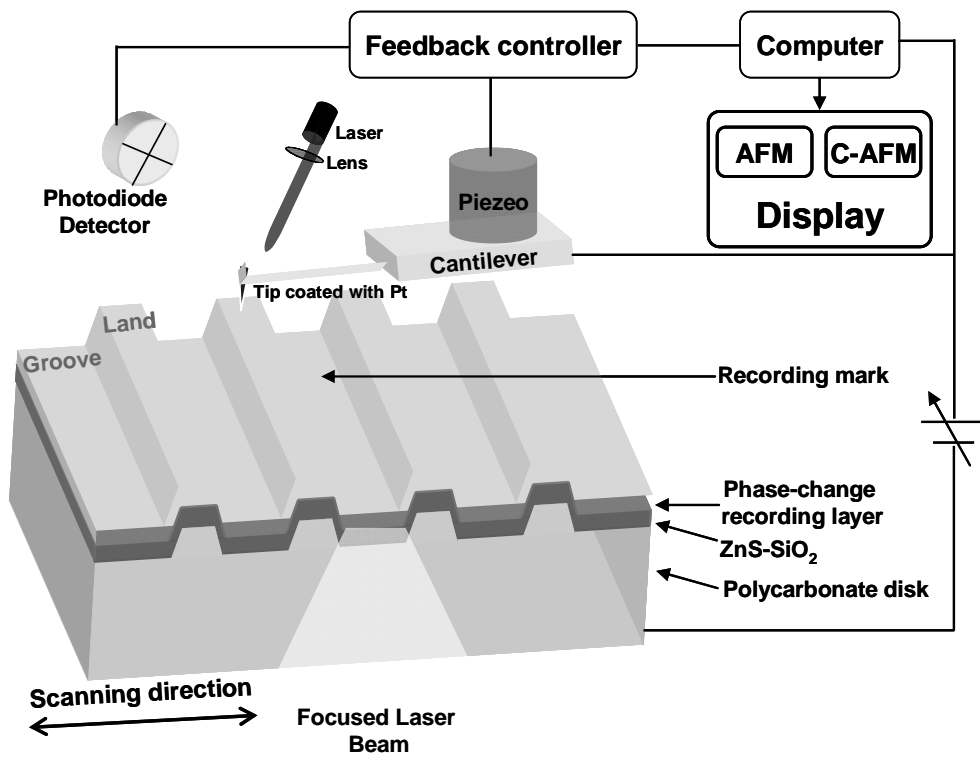 Feedback controller
Computer
Laser
Lens
AFM
C-AFM
Display
Photodiode
Detector
Piezeo
Cantilever
Tip coated with Pt
Land
Groove
Recording mark
Phase-change
recording layer
ZnS-SiO₂
Polycarbonate disk
Scanning direction
Focused Laser
Beam